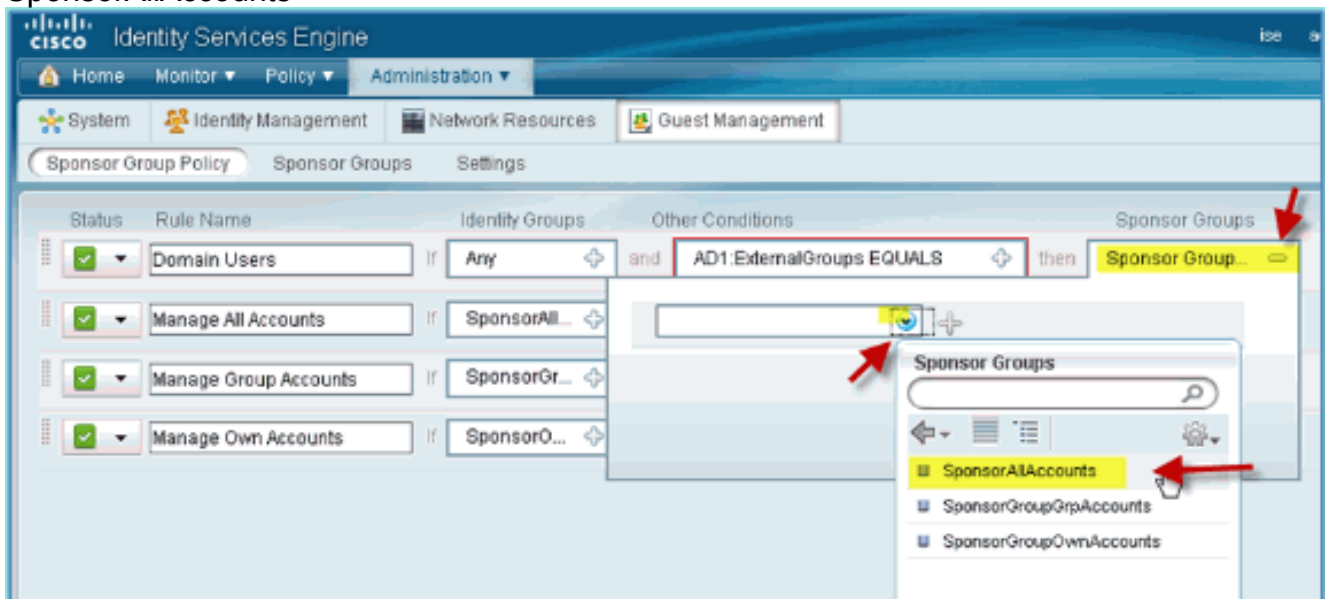 SponsorAllAccounts
CISCO Identity Services Engine ise
Home Monitor Policy Administration
System Identity Management Network Resources Guest Management
Sponsor Group Policy Sponsor Groups Settings
Status Rule Name Identity Groups Other Conditions Sponsor Groups
Domain Users If Any and AD1:ExternalGroups EQUALS then Sponsor Group...
Manage All Accounts If SponsorAll...
Manage Group Accounts If SponsorGr...
Manage Own Accounts If SponsorO...
Sponsor Groups
SponsorAllAccounts
SponsorGroupGrpAccounts
SponsorGroupOwnAccounts